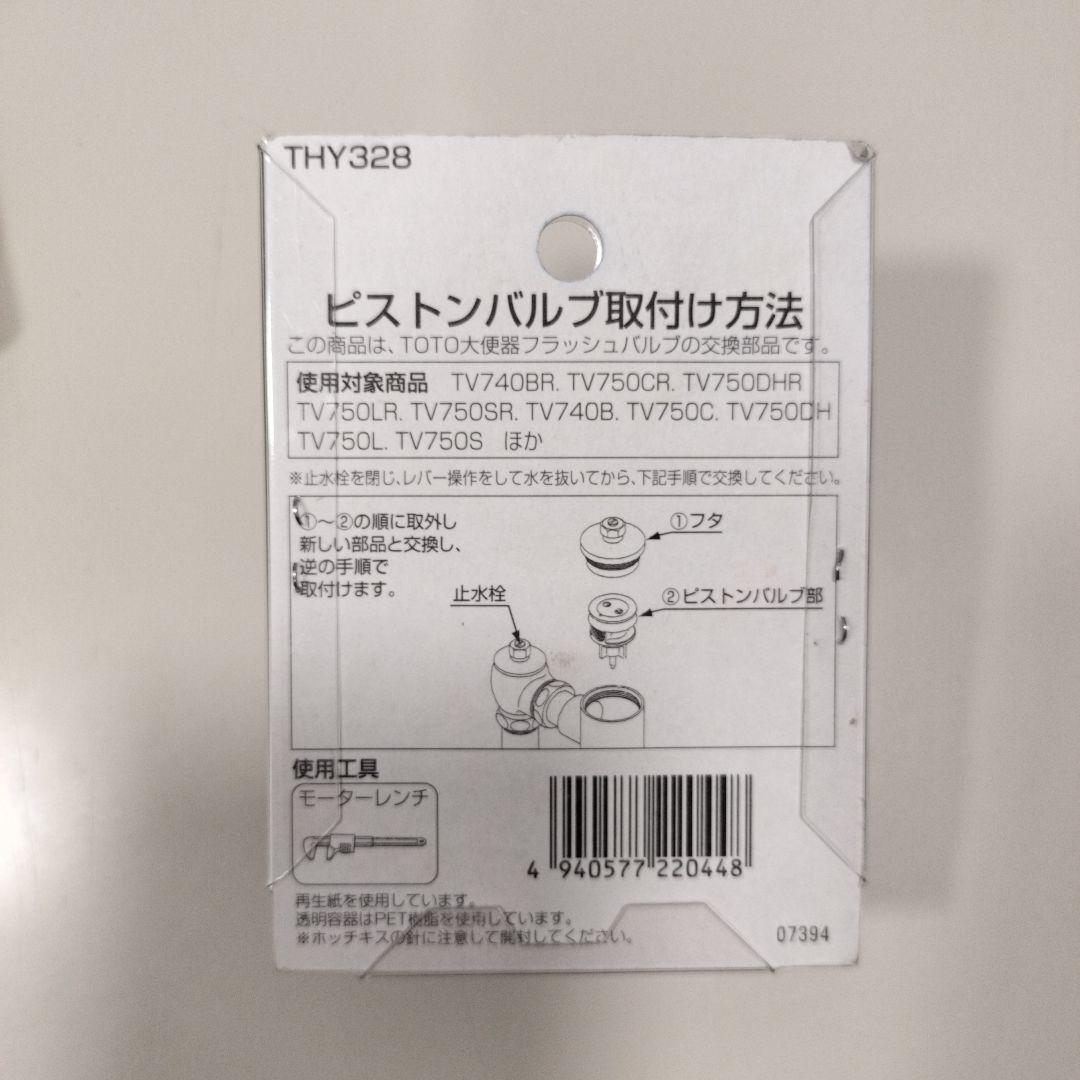 THY328
ピストンバルブ取付け方法
この商品は、TOTO大便器フラッシュバルブの交換部品です。
使用対象商品 TV740BR. TV750CR. TV750DHR
TV750LR. TV750SR. TV740B. TV750C. TV750DH
TV750L. TV750S ほか
※止水栓を閉じ、レバー操作をして水を抜いてから、下記手順で交換してください。
①〜②の順に取外し
新しい部品と交換し、
逆の手順で
取付けます。
①フタ
止水栓
②ピストンバルブ部
使用工具
モーターレンチ
4 940577 220448
再生紙を使用しています。
透明容器はPET樹脂を使用しています。
※ホッチキスの針に注意して開封してください。
07394